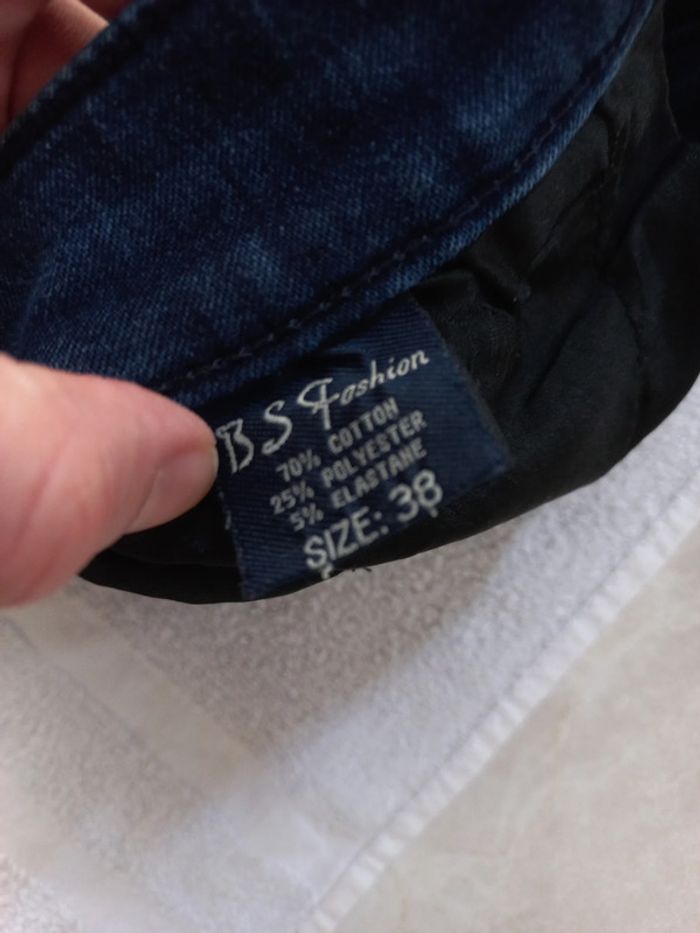 BS Fashion
70% COTTON
25% POLYESTER
5% ELASTANE
SIZE: 38